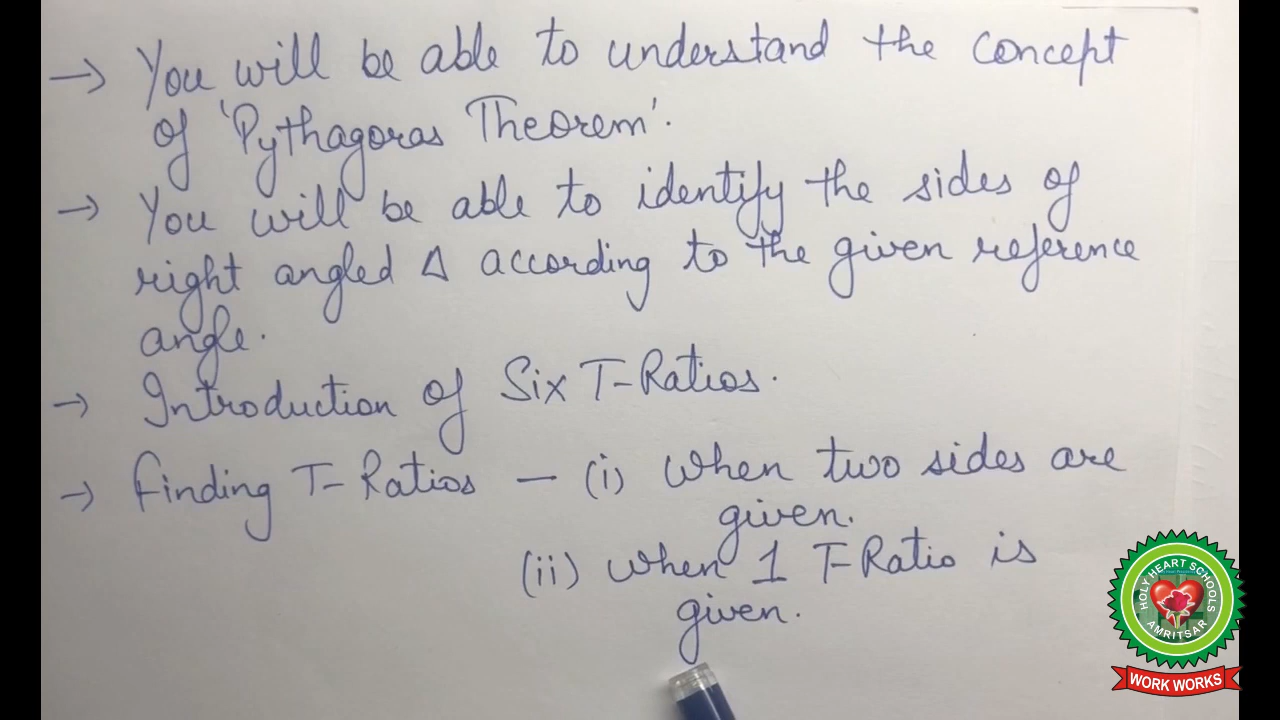 → You will be able to understand the concept
of 'Pythagoras Theorem'.
→ You will be able to identify the sides of
right angled Δ according to the given reference
angle.
→ Introduction of Six T-Ratios.
→ Finding T-Ratios — (i) When two sides are
given.
(ii) When 1 T-Ratio is
given.
HOLY HEART SCHOOLS
AMRITSAR
WORK WORKS